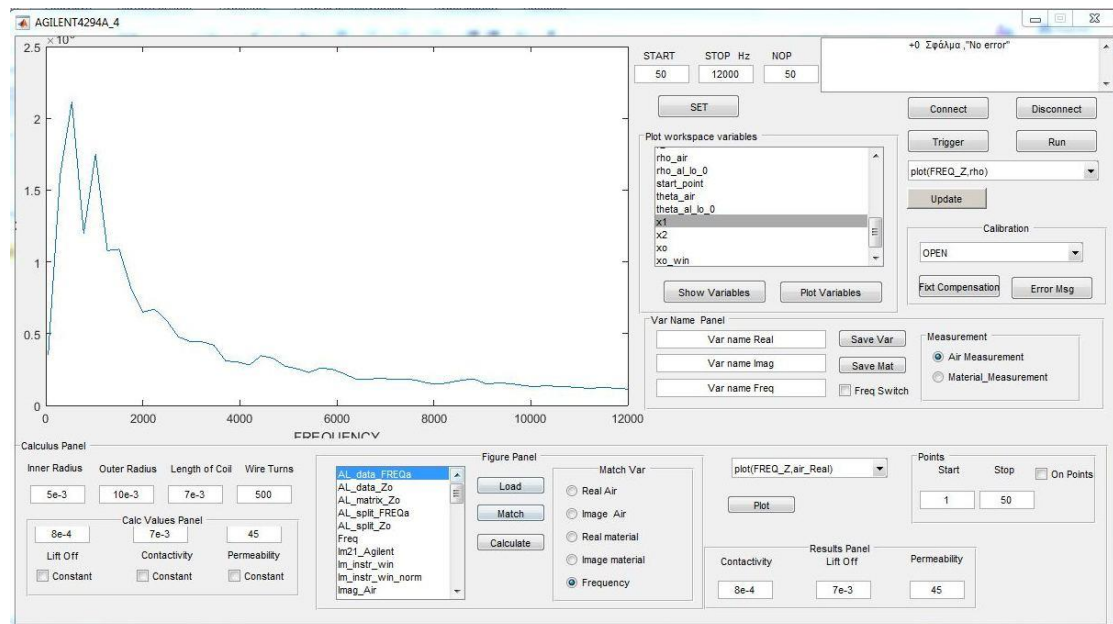 AGILENT4294A_4
2.5
2
1.5
1
0.5
0
0 2000 4000 6000 8000 10000 12000
FREQUENCY
START STOP Hz NOP
50 12000 50
SET
+0 Σφάλμα ,"No error"
Connect Disconnect
Trigger Run
plot(FREQ_Z,rho)
Update
Plot workspace variables
rho_air
rho_al_lo_0
start_point
theta_air
theta_al_lo_0
x1
x2
xo
xo_win
Show Variables Plot Variables
Calibration
OPEN
Fixt Compensation Error Msg
Var Name Panel
Var name Real Save Var
Var name Imag Save Mat
Var name Freq Freq Switch
Measurement
Air Measurement
Material_Measurement
Calculus Panel
Inner Radius Outer Radius Length of Coil Wire Turns
5e-3 10e-3 7e-3 500
Calc Values Panel
8e-4 7e-3 45
Lift Off Contactivity Permeability
Constant Constant Constant
Figure Panel
AL_data_FREQa
AL_data_Zo
AL_matrix_Zo
AL_split_FREQa
AL_split_Zo
Freq
Im21_Agilent
Im_instr_win
Im_instr_win_norm
Imag_Air
Load
Match
Calculate
Match Var
Real Air
Image Air
Real material
Image material
Frequency
plot(FREQ_Z,air_Real)
Plot
Points
Start Stop On Points
1 50
Results Panel
Contactivity Lift Off Permeability
8e-4 7e-3 45